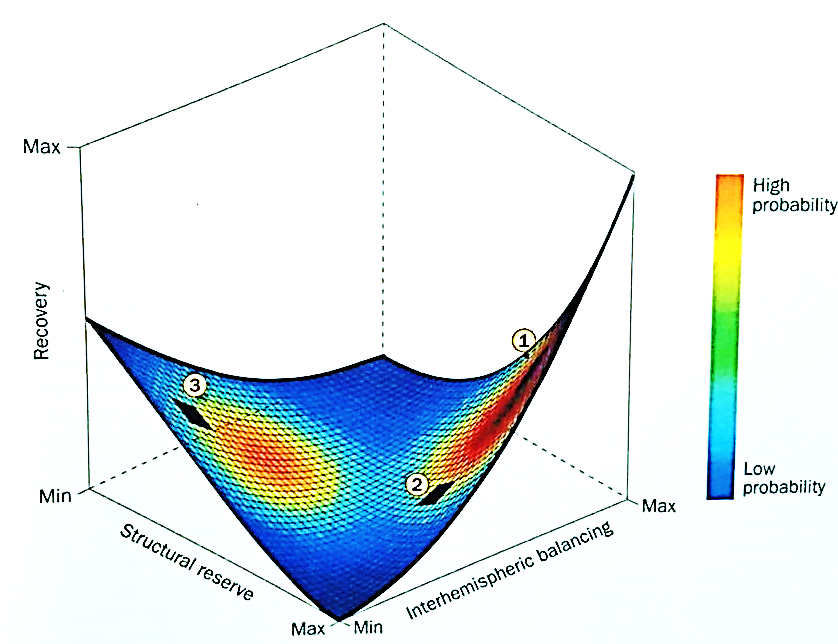 Max
High
probability
Recovery
1
3
2
Low
probability
Min
Max
Structural reserve
Interhemispheric balancing
Max
Min